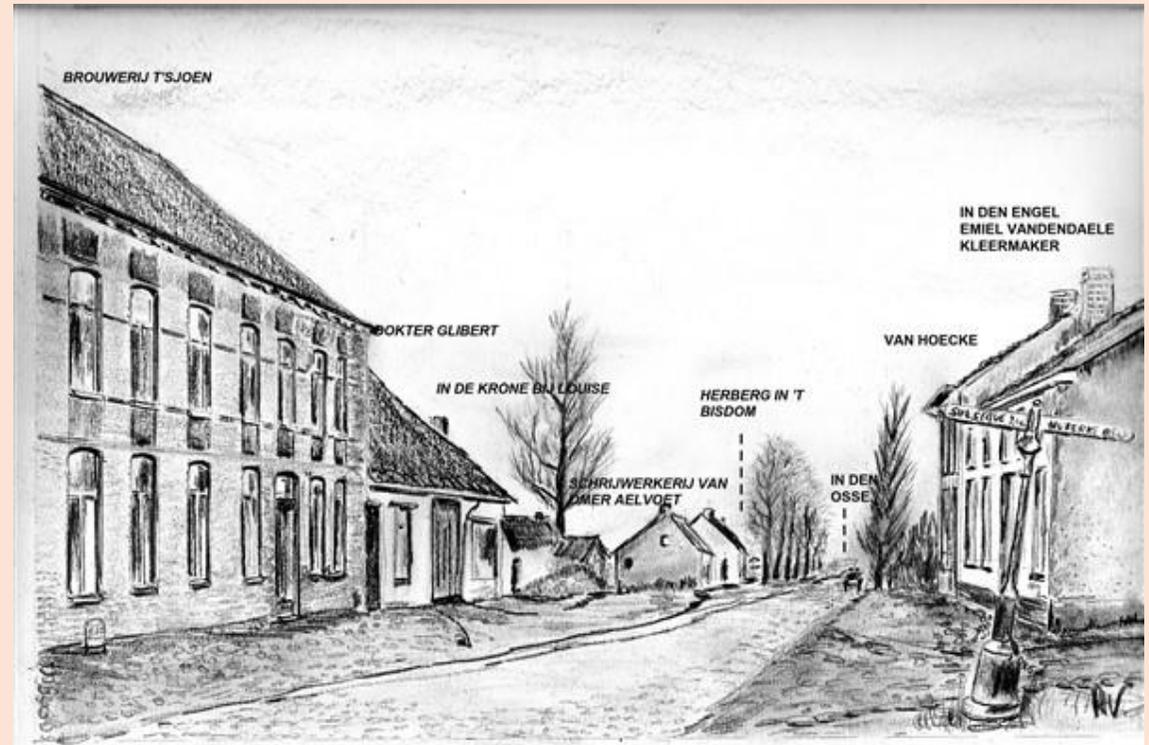 BROUWERIJ T'SJOEN
IN DEN ENGEL
EMIEL VANDENDAELE
KLEERMAKER
DOKTER GLIBERT
VAN HOECKE
IN DE KRONE BIJ LOUISE
HERBERG IN 'T
BISDOM
SCHRIJWERKERIJ VAN
OMER AELVOET
IN DEN
OSSE
RV